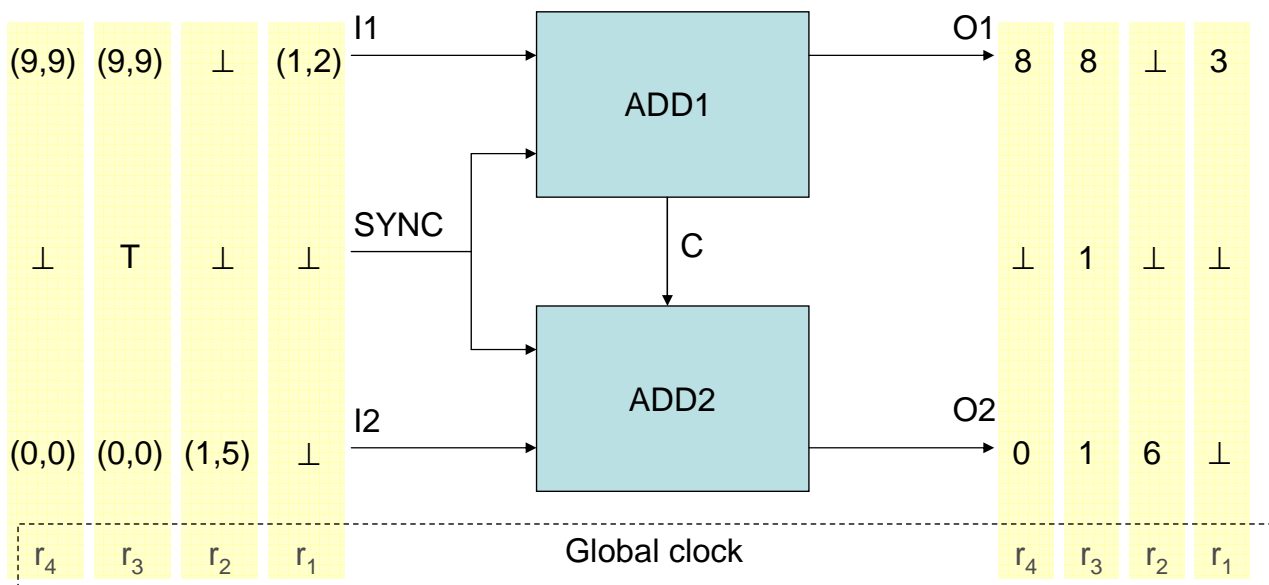 I1 O1
(9,9) (9,9) ⊥ (1,2) ADD1 8 8 ⊥ 3
SYNC
⊥ T ⊥ ⊥ C ⊥ 1 ⊥ ⊥
I2 ADD2 O2
(0,0) (0,0) (1,5) ⊥ 0 1 6 ⊥
r₄ r₃ r₂ r₁ Global clock r₄ r₃ r₂ r₁